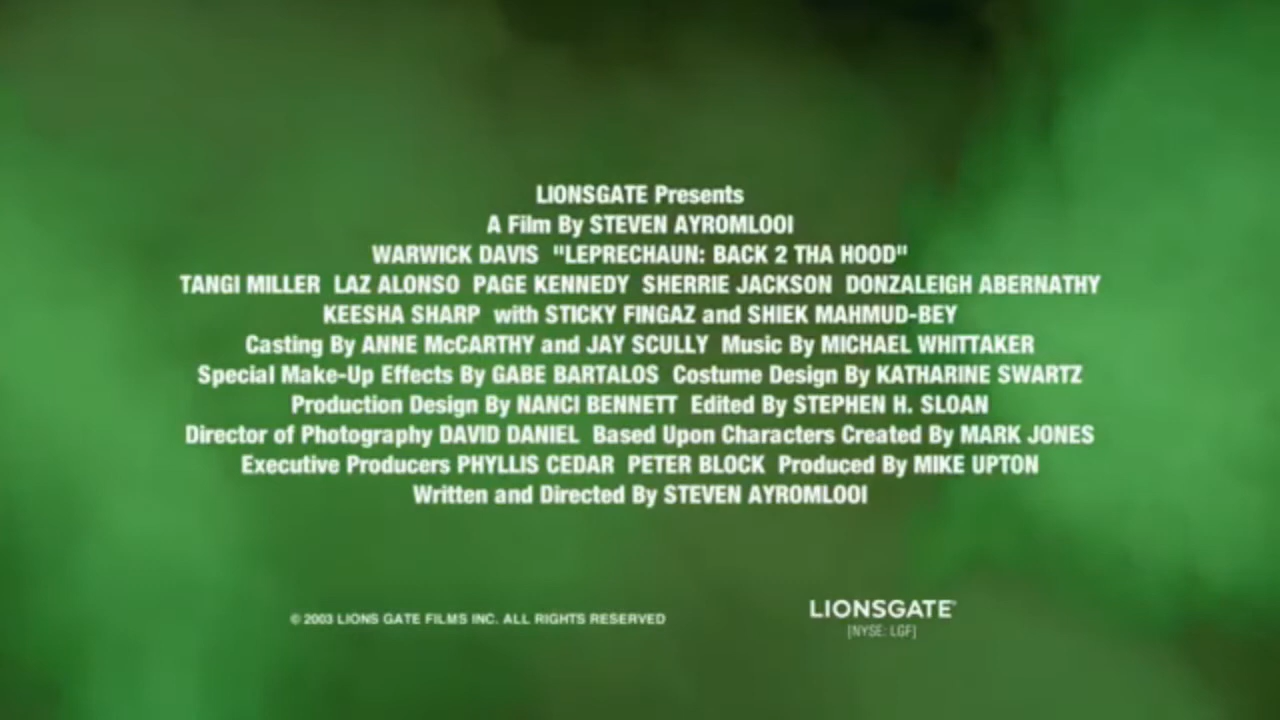 LIONSGATE Presents
A Film By STEVEN AYROMLOOI
WARWICK DAVIS "LEPRECHAUN: BACK 2 THA HOOD"
TANGI MILLER LAZ ALONSO PAGE KENNEDY SHERRIE JACKSON DONZALEIGH ABERNATHY
KEESHA SHARP with STICKY FINGAZ and SHIEK MAHMUD-BEY
Casting By ANNE McCARTHY and JAY SCULLY Music By MICHAEL WHITTAKER
Special Make-Up Effects By GABE BARTALOS Costume Design By KATHARINE SWARTZ
Production Design By NANCI BENNETT Edited By STEPHEN H. SLOAN
Director of Photography DAVID DANIEL Based Upon Characters Created By MARK JONES
Executive Producers PHYLLIS CEDAR PETER BLOCK Produced By MIKE UPTON
Written and Directed By STEVEN AYROMLOOI
© 2003 LIONS GATE FILMS INC. ALL RIGHTS RESERVED
LIONSGATE
[NYSE: LGF]